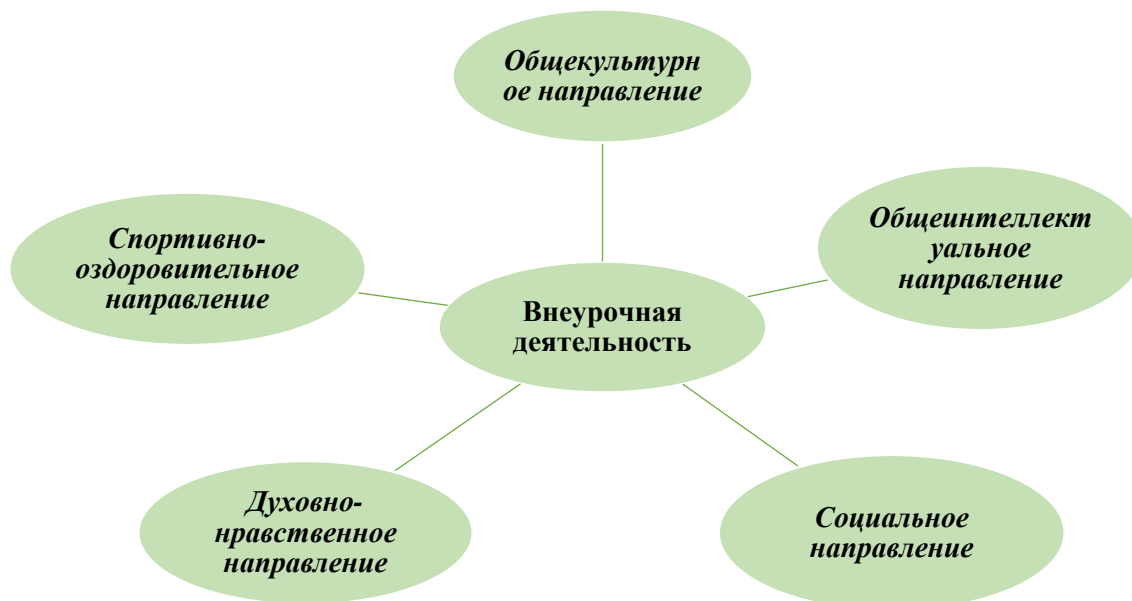 Общекультурн
ое направление
Общеинтеллект
уальное
направление
Спортивно-
оздоровительное
направление
Внеурочная
деятельность
Духовно-
нравственное
направление
Социальное
направление